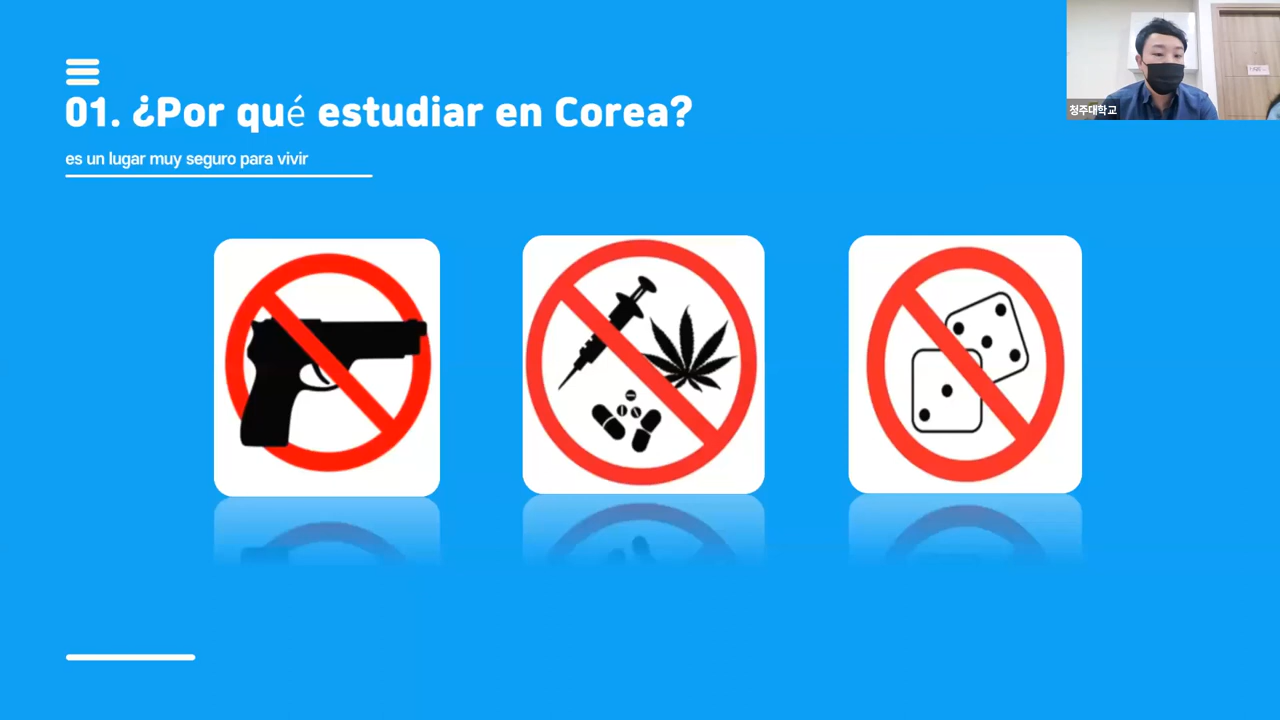 01. ¿Por qué estudiar en Corea?
es un lugar muy seguro para vivir
청주대학교